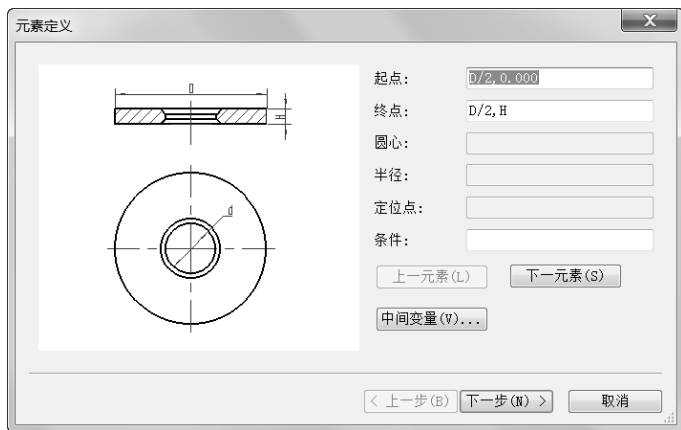 元素定义
X
D
H
d
起点: D/2,0.000
终点: D/2,H
圆心:
半径:
定位点:
条件:
上一元素(L) 下一元素(S)
中间变量(V)...
< 上一步(B) 下一步(N) > 取消